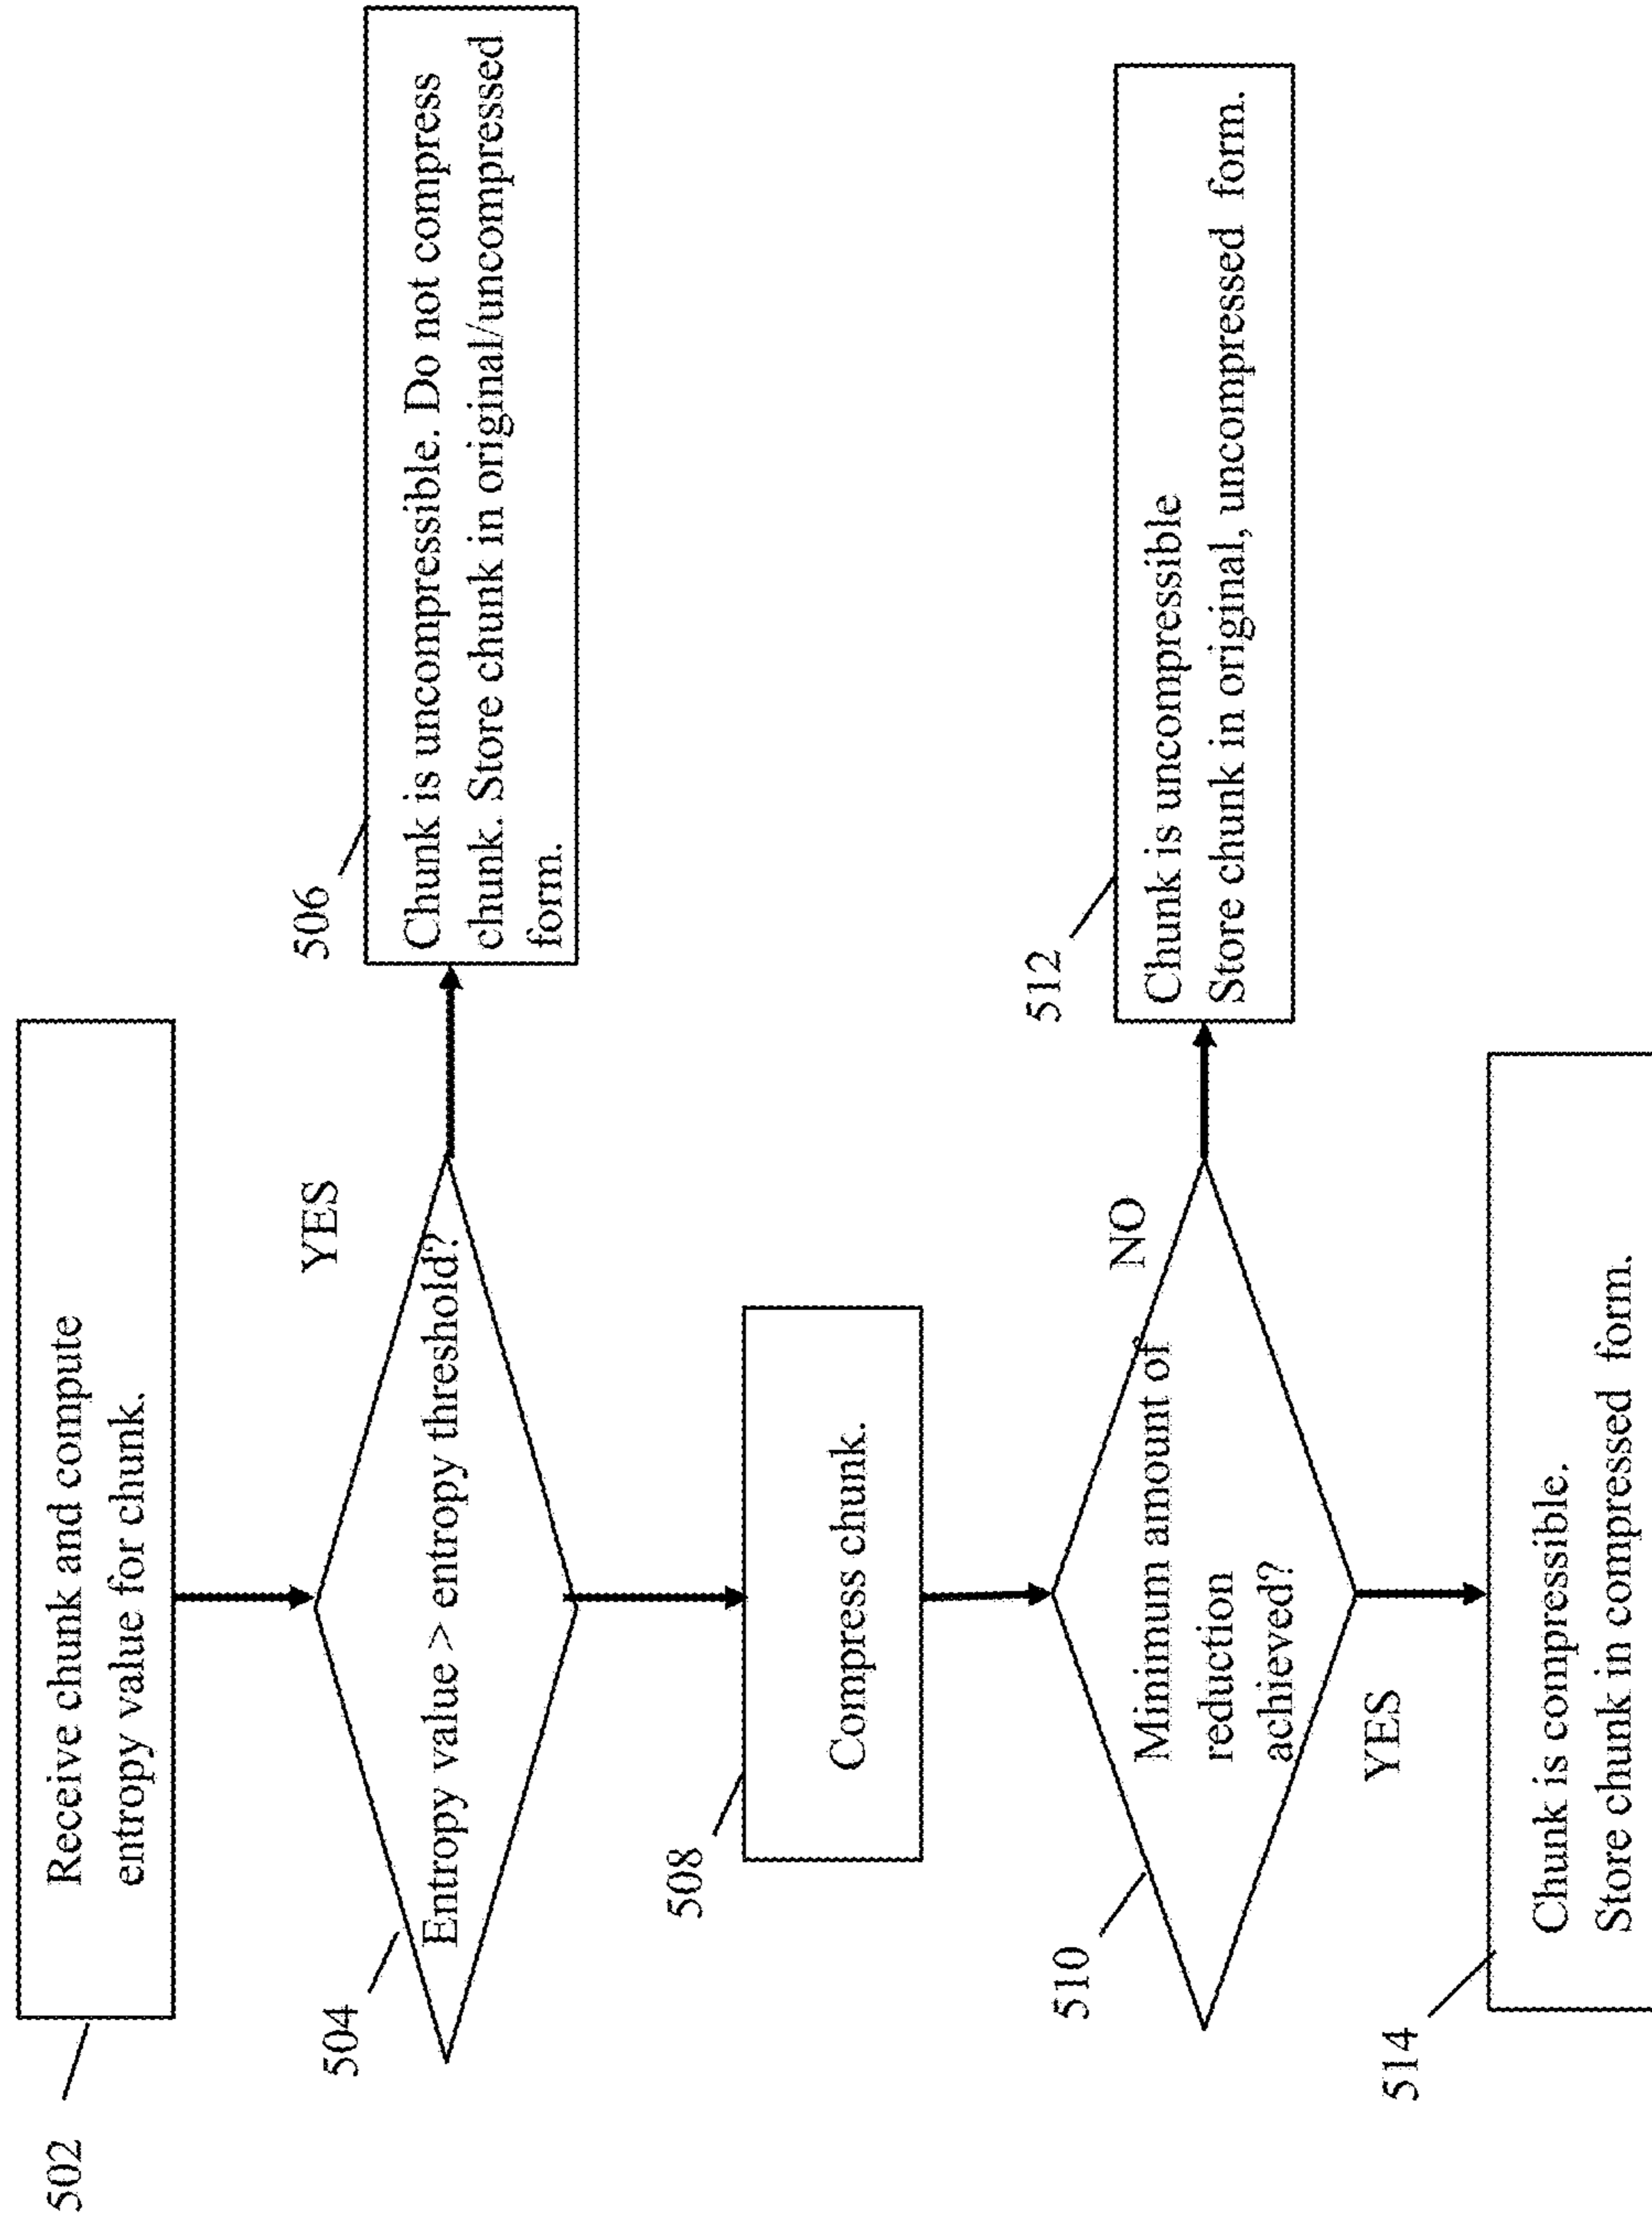 502
Receive chunk and compute
entropy value for chunk.
504
Entropy value > entropy threshold?
YES
506
Chunk is uncompressible. Do not compress
chunk. Store chunk in original/uncompressed
form.
508
Compress chunk.
510
Minimum amount of
reduction
achieved?
NO
512
Chunk is uncompressible
Store chunk in original, uncompressed form.
YES
514
Chunk is compressible.
Store chunk in compressed form.